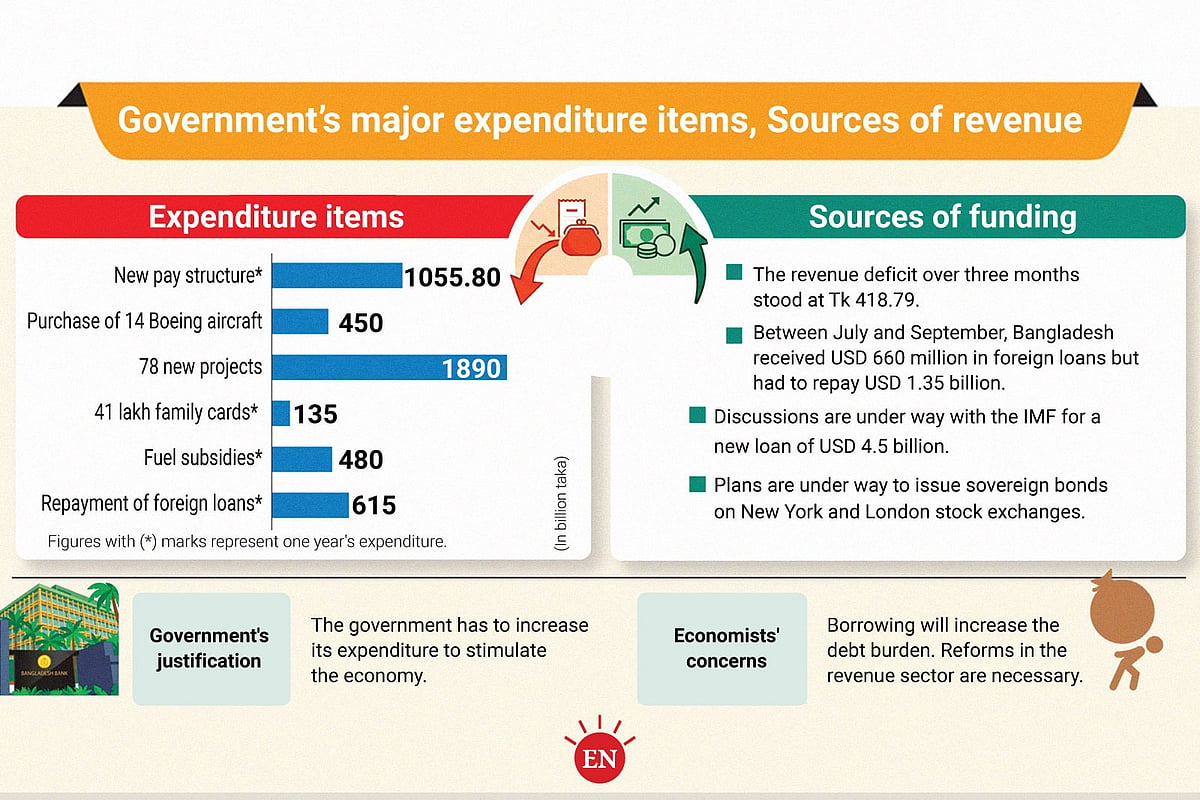 Government's major expenditure items, Sources of revenue
Expenditure items
New pay structure* 1055.80
Purchase of 14 Boeing aircraft 450
78 new projects 1890
41 lakh family cards* 135
Fuel subsidies* 480
Repayment of foreign loans* 615
(In billion taka)
Figures with (*) marks represent one year's expenditure.
Sources of funding
The revenue deficit over three months
stood at Tk 418.79.
Between July and September, Bangladesh
received USD 660 million in foreign loans but
had to repay USD 1.35 billion.
Discussions are under way with the IMF for a
new loan of USD 4.5 billion.
Plans are under way to issue sovereign bonds
on New York and London stock exchanges.
BANGLADESH BANK
Government's
justification
The government has to increase
its expenditure to stimulate
the economy.
Economists'
concerns
Borrowing will increase the
debt burden. Reforms in the
revenue sector are necessary.
EN